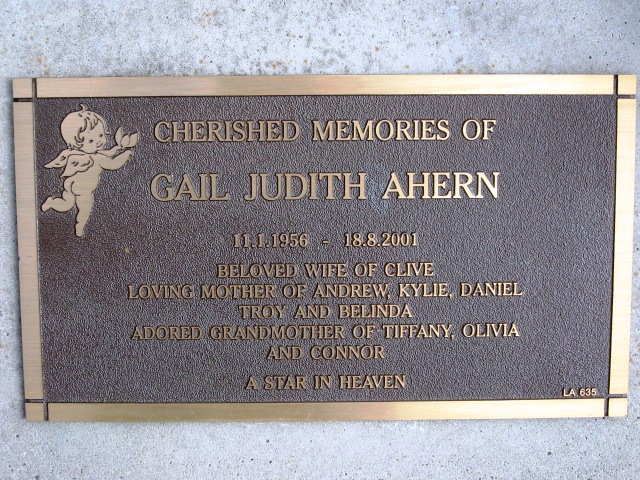 CHERISHED MEMORIES OF
GAIL JUDITH AHERN
11.1.1956 - 18.8.2001
BELOVED WIFE OF CLIVE
LOVING MOTHER OF ANDREW, KYLIE, DANIEL
TROY AND BELINDA
ADORED GRANDMOTHER OF TIFFANY, OLIVIA
AND CONNOR
A STAR IN HEAVEN
LA 635